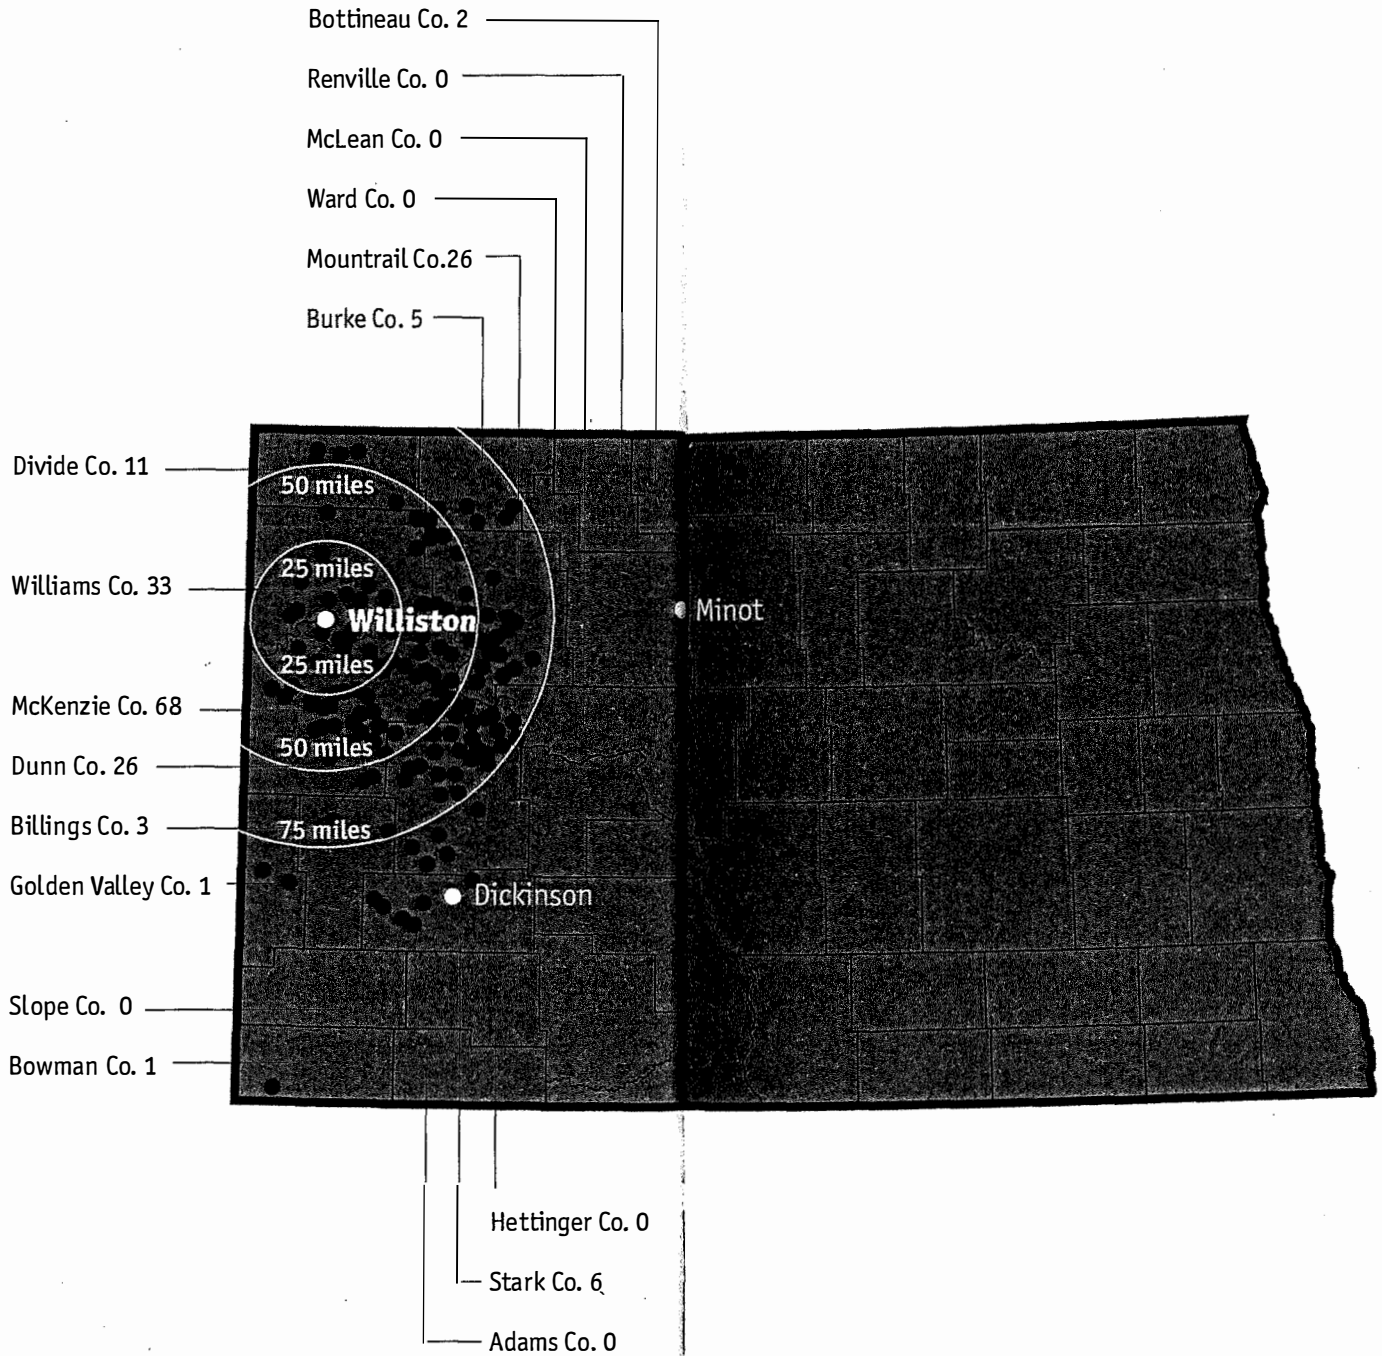 Bottineau Co. 2
Renville Co. 0
McLean Co. 0
Ward Co. 0
Mountrail Co.26
Burke Co. 5
Divide Co. 11
50 miles
25 miles
Williams Co. 33
Williston
Minot
25 miles
McKenzie Co. 68
50 miles
Dunn Co. 26
Billings Co. 3
75 miles
Golden Valley Co. 1
Dickinson
Slope Co. 0
Bowman Co. 1
Hettinger Co. 0
Stark Co. 6
Adams Co. 0